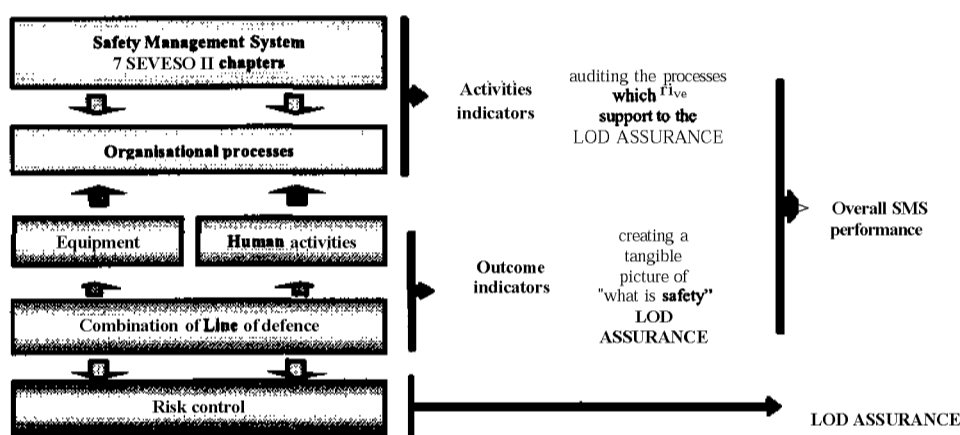 Safety Management System
7 SEVESO II chapters
Organisational processes
Equipment
Human activities
Combination of Line of defence
Risk control
Activities
indicators
Outcome
indicators
auditing the processes
which
support to the
LOD ASSURANCE
creating a
tangible
picture of
"what is safety"
LOD
ASSURANCE
Overall SMS
performance
LOD ASSURANCE